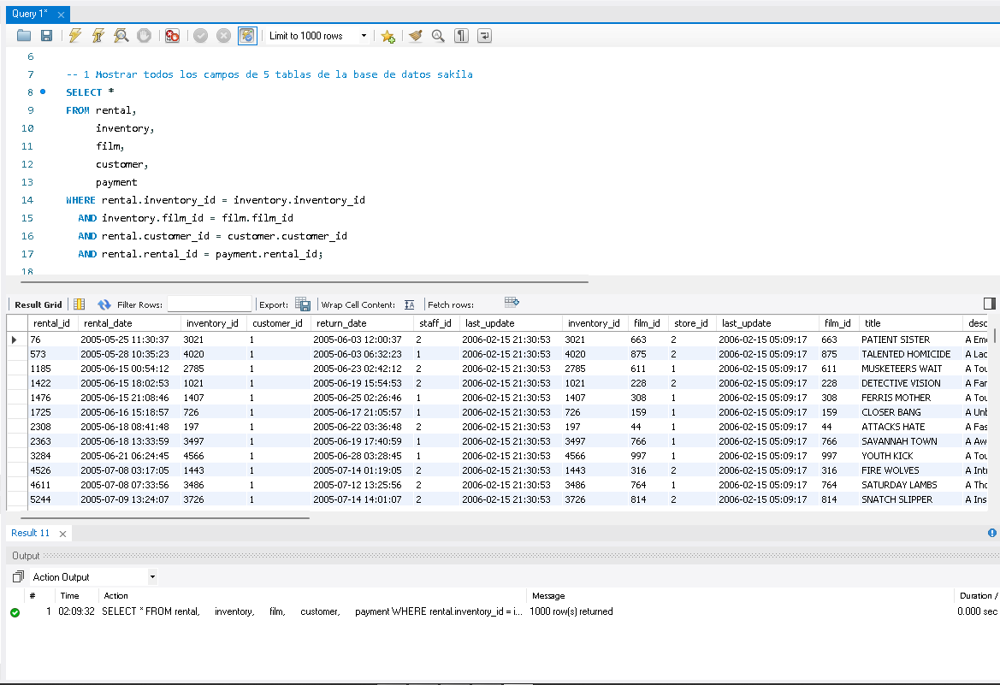 Query 1*
Limit to 1000 rows
6
7 -- 1 Mostrar todos los campos de 5 tablas de la base de datos sakila
8 SELECT *
9 FROM rental,
10 inventory,
11 film,
12 customer,
13 payment
14 WHERE rental.inventory_id = inventory.inventory_id
15 AND inventory.film_id = film.film_id
16 AND rental.customer_id = customer.customer_id
17 AND rental.rental_id = payment.rental_id;
18
Result Grid Filter Rows: Export: Wrap Cell Content: Fetch rows:
rental_id rental_date inventory_id customer_id return_date staff_id last_update inventory_id film_id store_id last_update film_id title desc
76 2005-05-25 11:30:37 3021 1 2005-06-03 12:00:37 2 2006-02-15 21:30:53 3021 663 2 2006-02-15 05:09:17 663 PATIENT SISTER A Emo
573 2005-05-28 10:35:23 4020 1 2005-06-03 06:32:23 1 2006-02-15 21:30:53 4020 875 2 2006-02-15 05:09:17 875 TALENTED HOMICIDE A Lac
1185 2005-06-15 00:54:12 2785 1 2005-06-23 02:42:12 2 2006-02-15 21:30:53 2785 611 1 2006-02-15 05:09:17 611 MUSKETEERS WAIT A Tou
1422 2005-06-15 18:02:53 1021 1 2005-06-19 15:54:53 2 2006-02-15 21:30:53 1021 228 2 2006-02-15 05:09:17 228 DETECTIVE VISION A Fan
1476 2005-06-15 21:08:46 1407 1 2005-06-25 02:26:46 1 2006-02-15 21:30:53 1407 308 1 2006-02-15 05:09:17 308 FERRIS MOTHER A Tou
1725 2005-06-16 15:18:57 726 1 2005-06-17 21:05:57 1 2006-02-15 21:30:53 726 159 1 2006-02-15 05:09:17 159 CLOSER BANG A Unb
2308 2005-06-18 08:41:48 197 1 2005-06-22 03:36:48 2 2006-02-15 21:30:53 197 44 1 2006-02-15 05:09:17 44 ATTACKS HATE A Fas
2363 2005-06-18 13:33:59 3497 1 2005-06-19 17:40:59 1 2006-02-15 21:30:53 3497 766 1 2006-02-15 05:09:17 766 SAVANNAH TOWN A Aw
3284 2005-06-21 06:24:45 4566 1 2005-06-28 03:28:45 1 2006-02-15 21:30:53 4566 997 1 2006-02-15 05:09:17 997 YOUTH KICK A Tou
4526 2005-07-08 03:17:05 1443 1 2005-07-14 01:19:05 2 2006-02-15 21:30:53 1443 316 2 2006-02-15 05:09:17 316 FIRE WOLVES A Intr
4611 2005-07-08 07:33:56 3486 1 2005-07-12 13:25:56 2 2006-02-15 21:30:53 3486 764 1 2006-02-15 05:09:17 764 SATURDAY LAMBS A Tho
5244 2005-07-09 13:24:07 3726 1 2005-07-14 14:01:07 2 2006-02-15 21:30:53 3726 814 2 2006-02-15 05:09:17 814 SNATCH SLIPPER A Ins
Result 11
Output
Action Output
# Time Action Message Duration /
1 02:09:32 SELECT * FROM rental, inventory, film, customer, payment WHERE rental.inventory_id = i... 1000 row(s) returned 0.000 sec